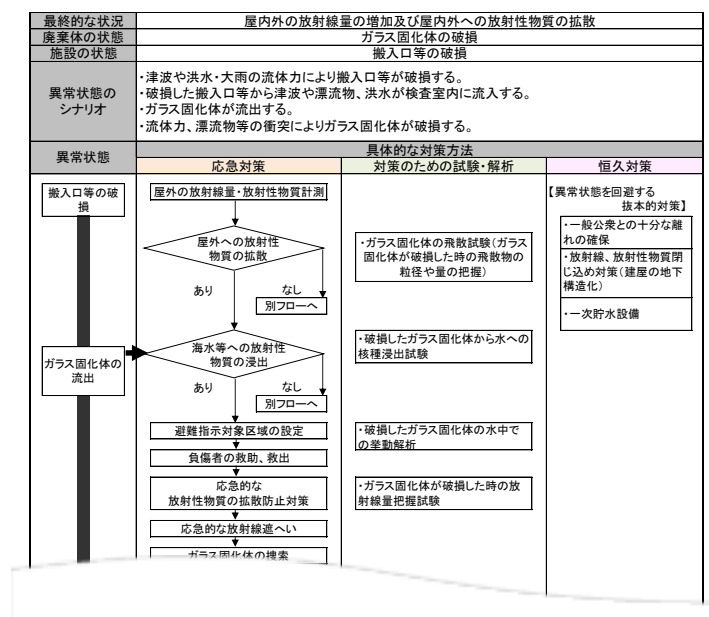 最終的な状況 屋内外の放射線量の増加及び屋内外への放射性物質の拡散
廃棄体の状態 ガラス固化体の破損
施設の状態 搬入口等の破損
異常状態の
シナリオ
・津波や洪水・大雨の流体力により搬入口等が破損する。
・破損した搬入口等から津波や漂流物、洪水が検査室内に流入する。
・ガラス固化体が流出する。
・流体力、漂流物等の衝突によりガラス固化体が破損する。
異常状態
具体的な対策方法
応急対策 対策のための試験・解析 恒久対策
搬入口等の破
損
ガラス固化体の
流出
屋外の放射線量・放射性物質計測
屋外への放射性
物質の拡散
あり なし
別フローへ
海水等への放射性
物質の浸出
あり なし
別フローへ
避難指示対象区域の設定
負傷者の救助、救出
応急的な
放射性物質の拡散防止対策
応急的な放射線遮へい
ガラス固化体の捜索
・ガラス固化体の飛散試験(ガラス
固化体が破損した時の飛散物の
粒径や量の把握)
・破損したガラス固化体から水への
核種浸出試験
・破損したガラス固化体の水中で
の挙動解析
・ガラス固化体が破損した時の放
射線量把握試験
【異常状態を回避する
抜本的対策】
・一般公衆との十分な離
れの確保
・放射線、放射性物質閉
じ込め対策(建屋の地下
構造化)
・一次貯水設備